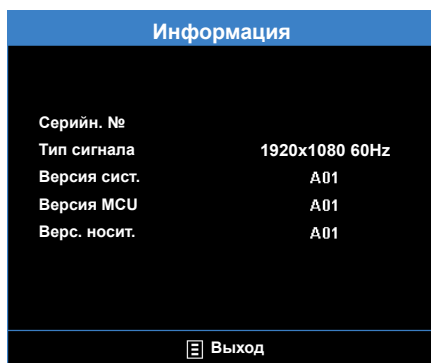 Информация
Серийн. №
Тип сигнала 1920x1080 60Hz
Версия сист. A01
Версия MCU A01
Верс. носит. A01
Выход